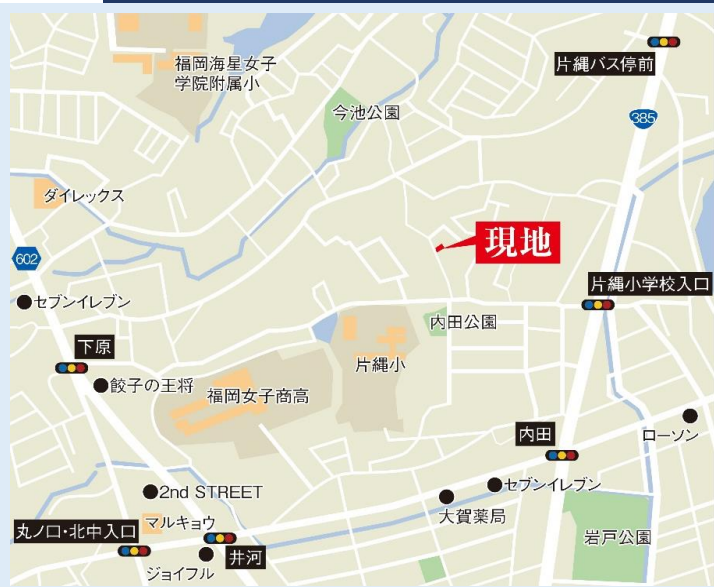 福岡海星女子
学院附属小
片縄バス停前
今池公園
385
ダイレックス
現地
602
セブンイレブン
片縄小学校入口
内田公園
下原
片縄小
餃子の王将
福岡女子商高
ローソン
内田
2nd STREET
セブンイレブン
大賀薬局
マルキョウ
丸ノ口・北中入口
岩戸公園
井河
ジョイフル